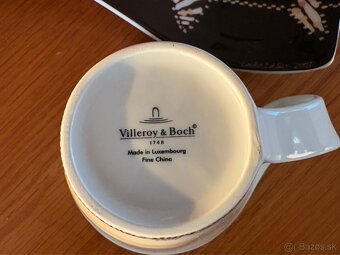 Villeroy & Boch©
1748
Made in Luxembourg
Fine China
Bazos.sk